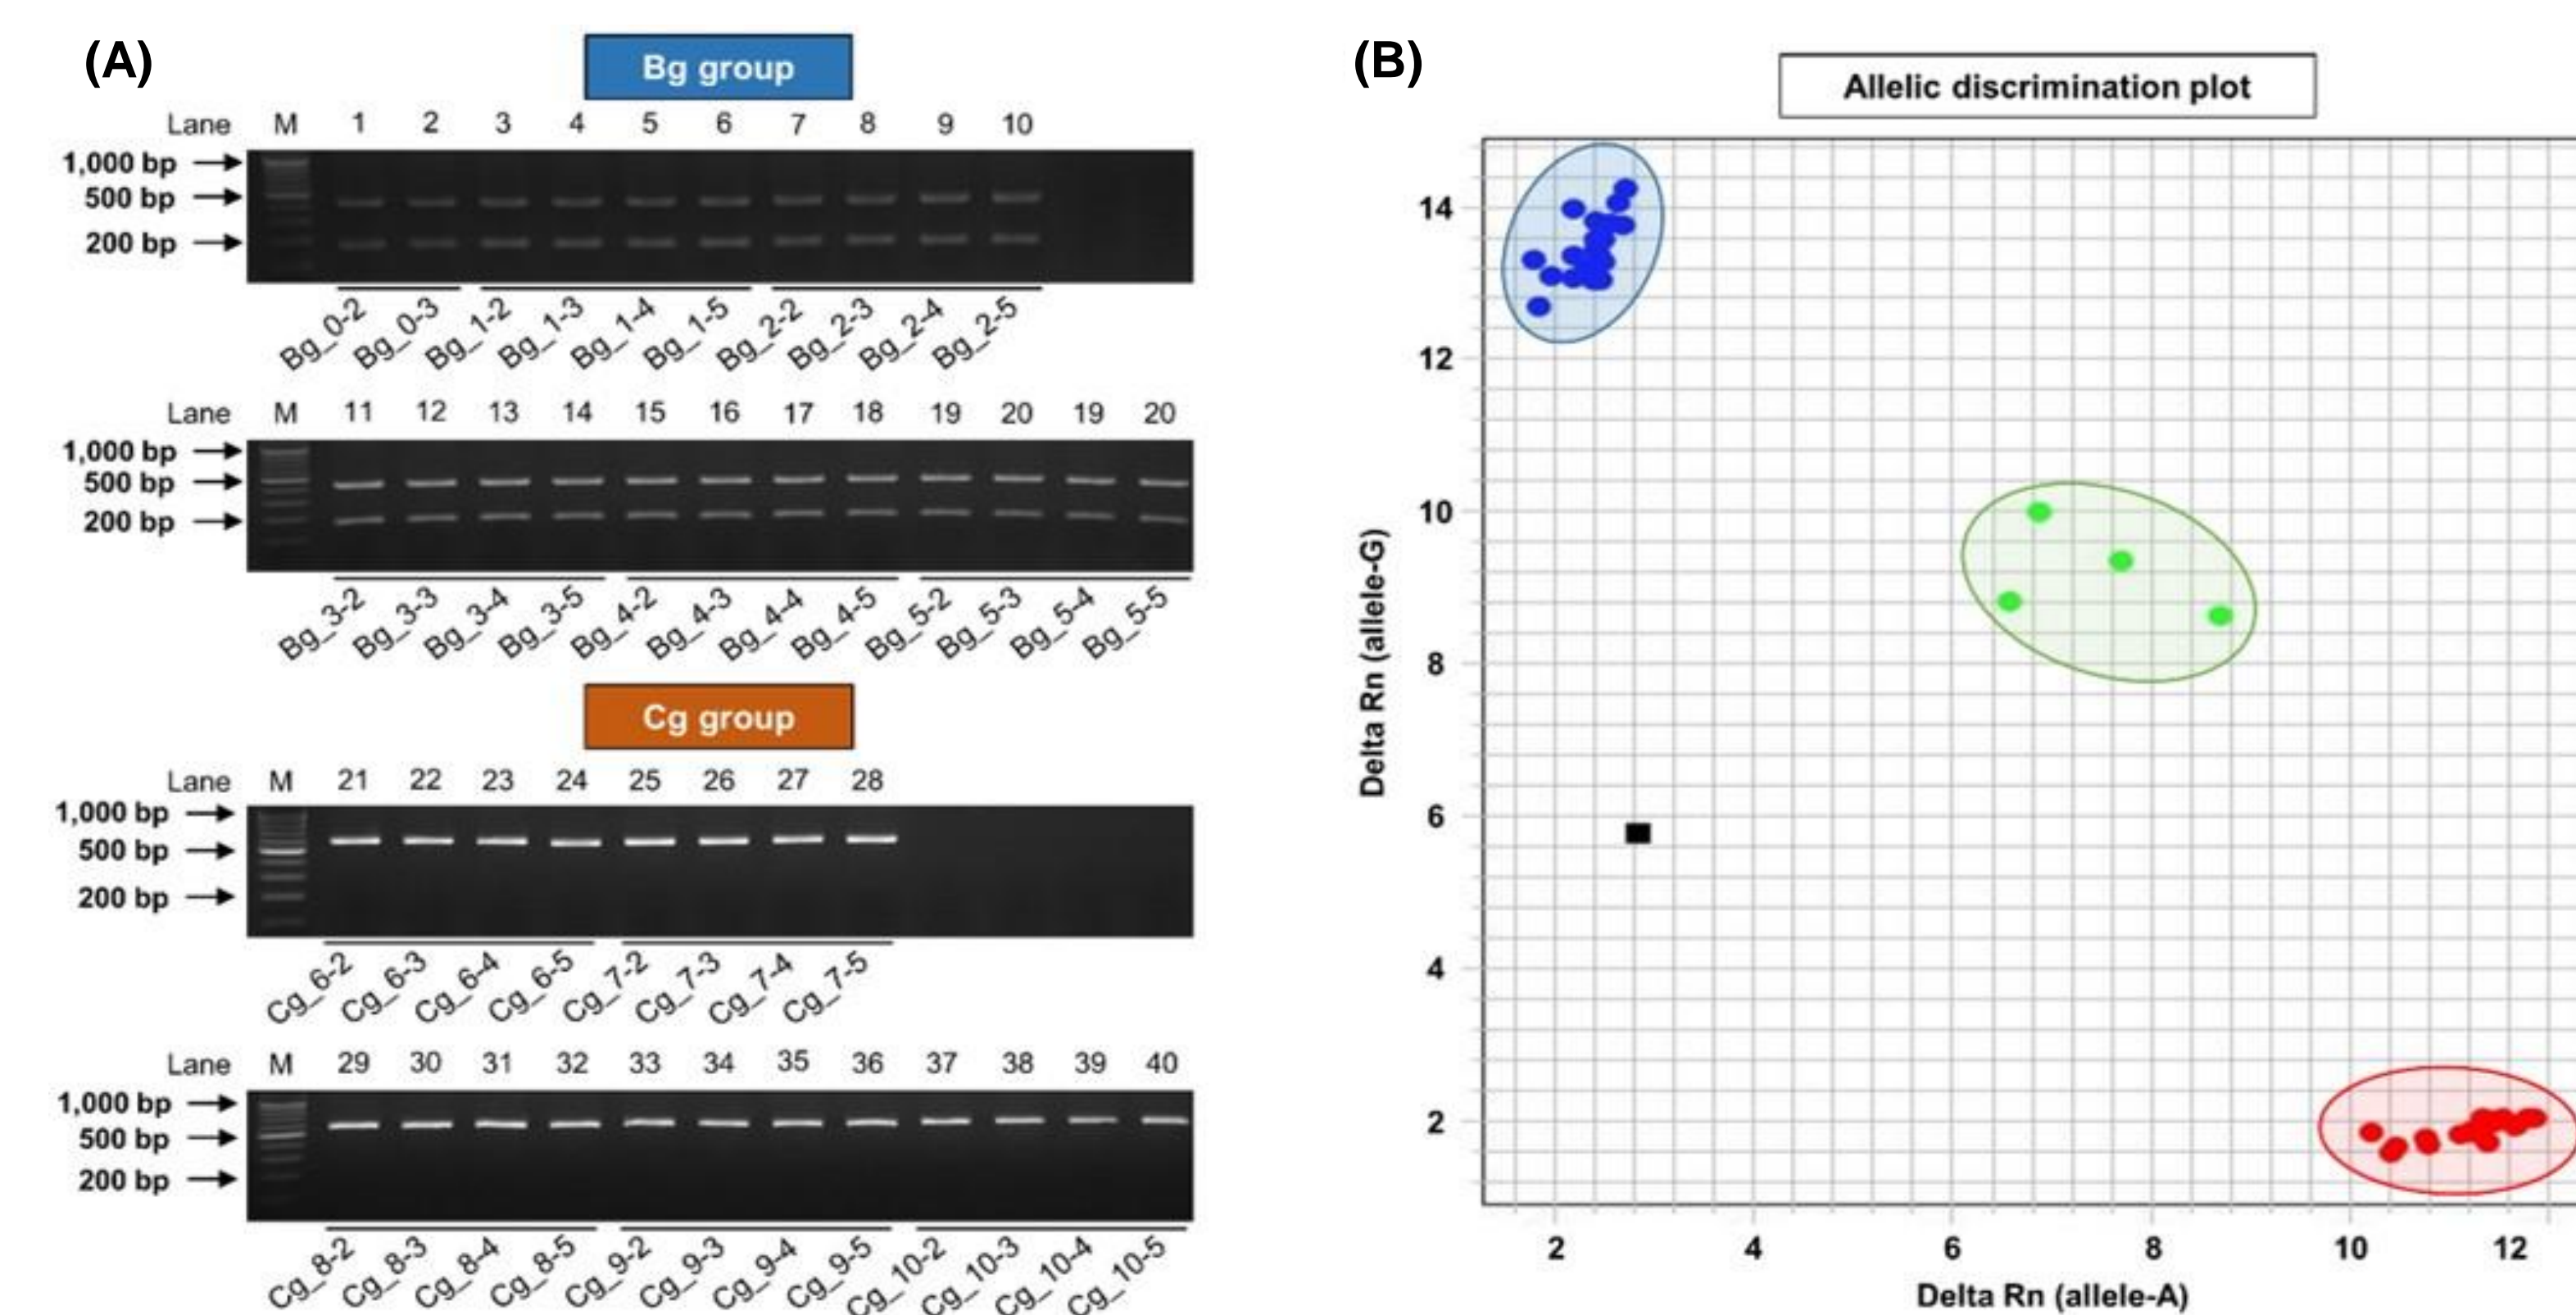 (A)
Bg group
Lane M 1 2 3 4 5 6 7 8 9 10
1,000 bp
500 bp
200 bp
Bg_0-2 Bg_0-3 Bg_1-2 Bg_1-3 Bg_1-4 Bg_1-5 Bg_2-2 Bg_2-3 Bg_2-4 Bg_2-5
Lane M 11 12 13 14 15 16 17 18 19 20 19 20
1,000 bp
500 bp
200 bp
Bg_3-2 Bg_3-3 Bg_3-4 Bg_3-5 Bg_4-2 Bg_4-3 Bg_4-4 Bg_4-5 Bg_5-2 Bg_5-3 Bg_5-4 Bg_5-5
Cg group
Lane M 21 22 23 24 25 26 27 28
1,000 bp
500 bp
200 bp
Cg_6-2 Cg_6-3 Cg_6-4 Cg_6-5 Cg_7-2 Cg_7-3 Cg_7-4 Cg_7-5
Lane M 29 30 31 32 33 34 35 36 37 38 39 40
1,000 bp
500 bp
200 bp
Cg_8-2 Cg_8-3 Cg_8-4 Cg_8-5 Cg_9-2 Cg_9-3 Cg_9-4 Cg_9-5 Cg_10-2 Cg_10-3 Cg_10-4 Cg_10-5
(B)
Allelic discrimination plot
Delta Rn (allele-G)
14
12
10
8
6
4
2
2 4 6 8 10 12
Delta Rn (allele-A)